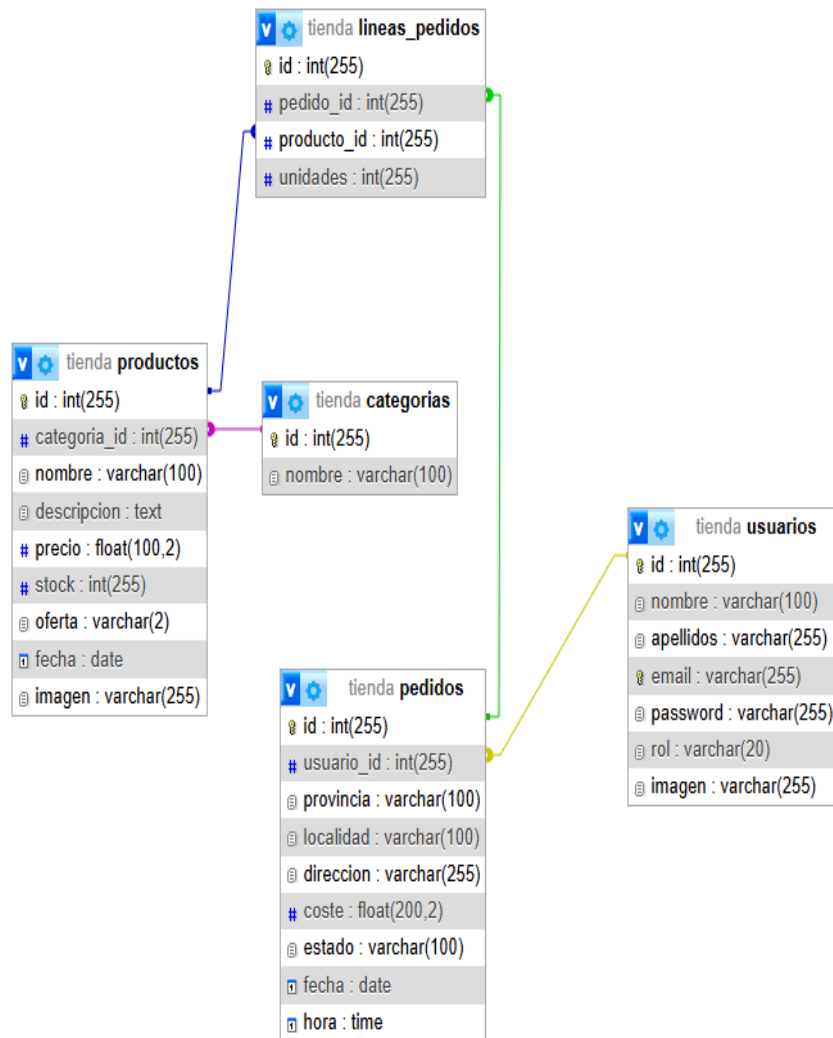 tienda lineas_pedidos
id : int(255)
# pedido_id : int(255)
# producto_id : int(255)
# unidades : int(255)
tienda productos
id : int(255)
# categoria_id : int(255)
nombre : varchar(100)
descripcion : text
# precio : float(100,2)
# stock : int(255)
oferta : varchar(2)
fecha : date
imagen : varchar(255)
tienda categorias
id : int(255)
nombre : varchar(100)
tienda usuarios
id : int(255)
nombre : varchar(100)
apellidos : varchar(255)
email : varchar(255)
password : varchar(255)
rol : varchar(20)
imagen : varchar(255)
tienda pedidos
id : int(255)
# usuario_id : int(255)
provincia : varchar(100)
localidad : varchar(100)
direccion : varchar(255)
# coste : float(200,2)
estado : varchar(100)
fecha : date
hora : time